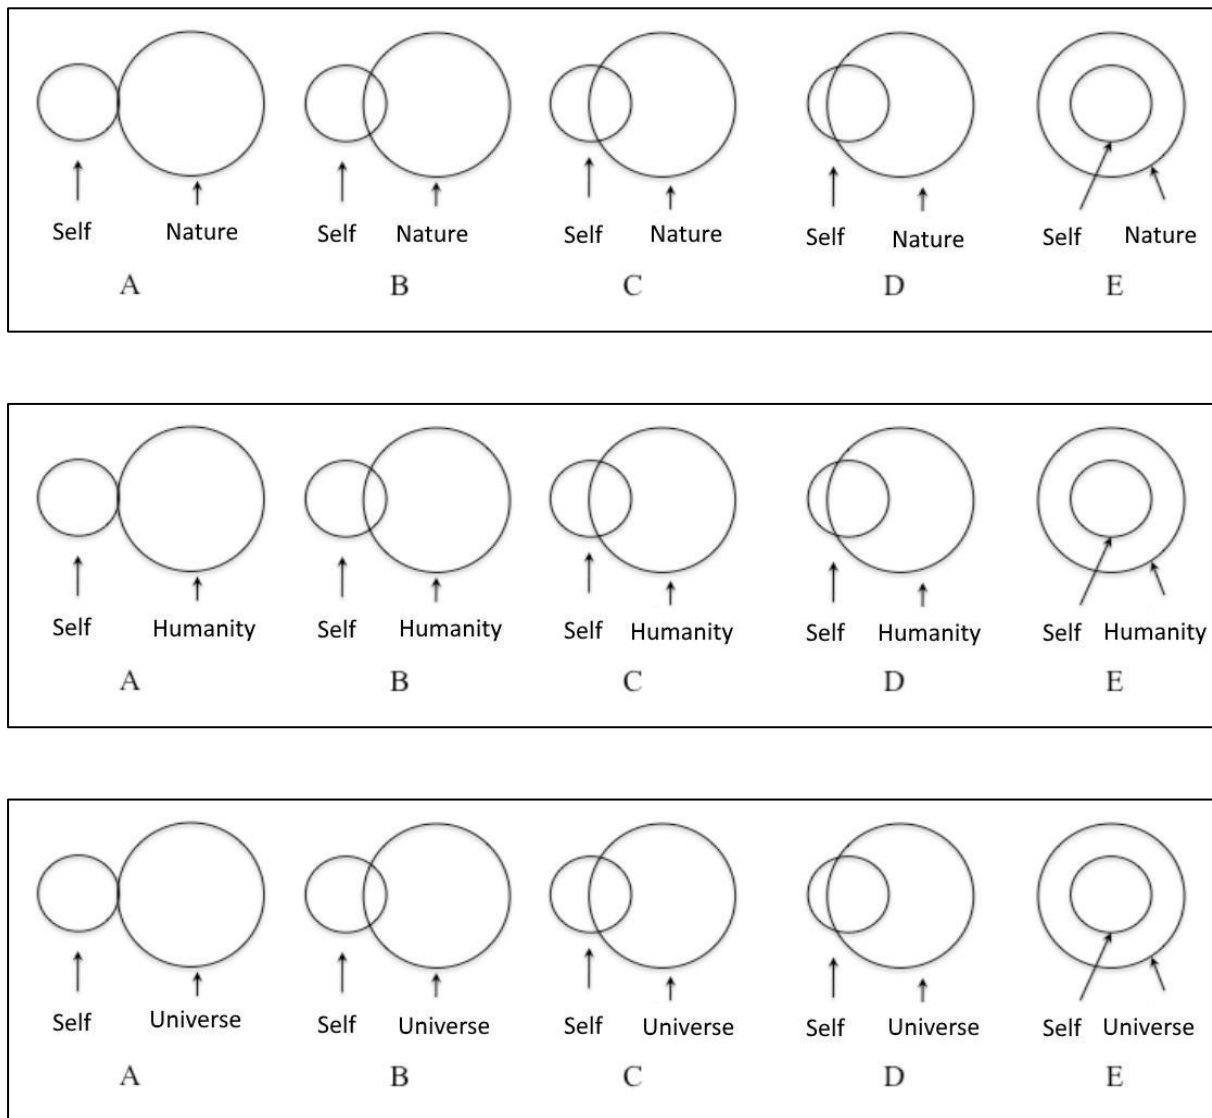 Self Nature Self Nature Self Nature Self Nature Self Nature
A B C D E
Self Humanity Self Humanity Self Humanity Self Humanity Self Humanity
A B C D E
Self Universe Self Universe Self Universe Self Universe Self Universe
A B C D E